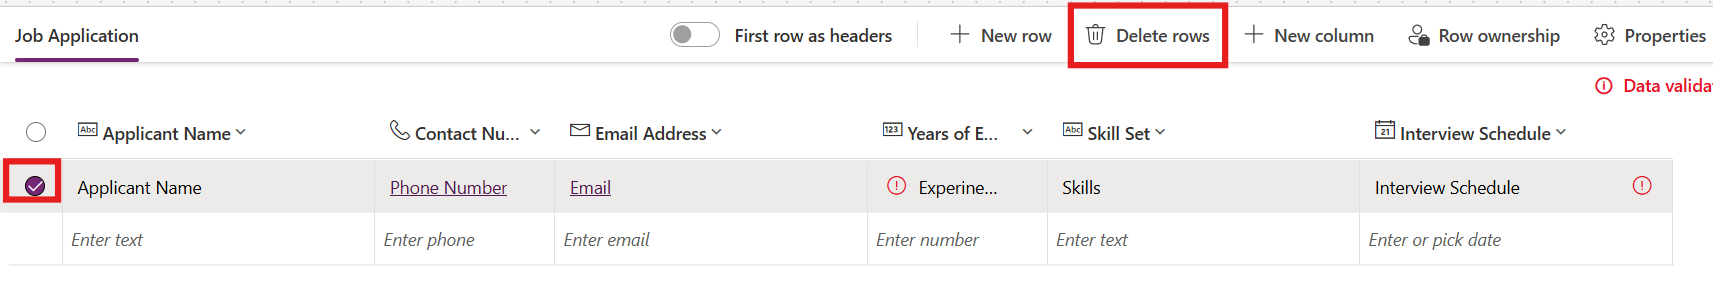 Job Application First row as headers New row Delete rows New column Row ownership Properties
Data valida
Abc Applicant Name Contact Nu... Email Address 123 Years of E... Abc Skill Set 21 Interview Schedule
Applicant Name Phone Number Email Experine... Skills Interview Schedule
Enter text Enter phone Enter email Enter number Enter text Enter or pick date